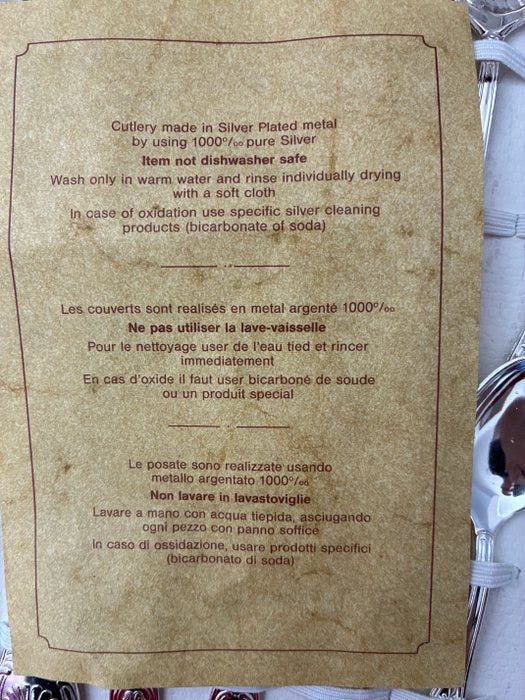 Cutlery made in Silver Plated metal
by using 1000‰ pure Silver
Item not dishwasher safe
Wash only in warm water and rinse individually drying
with a soft cloth
In case of oxidation use specific silver cleaning
products (bicarbonate of soda)
Les couverts sont realisés en metal argenté 1000‰
Ne pas utiliser la lave-vaisselle
Pour le nettoyage user de l'eau tied et rincer
immediatement
En cas d'oxide il faut user bicarboné de soude
ou un produit special
Le posate sono realizzate usando
metallo argentato 1000‰
Non lavare in lavastoviglie
Lavare a mano con acqua tiepida, asciugando
ogni pezzo con panno soffice
In caso di ossidazione, usare prodotti specifici
(bicarbonato di soda)